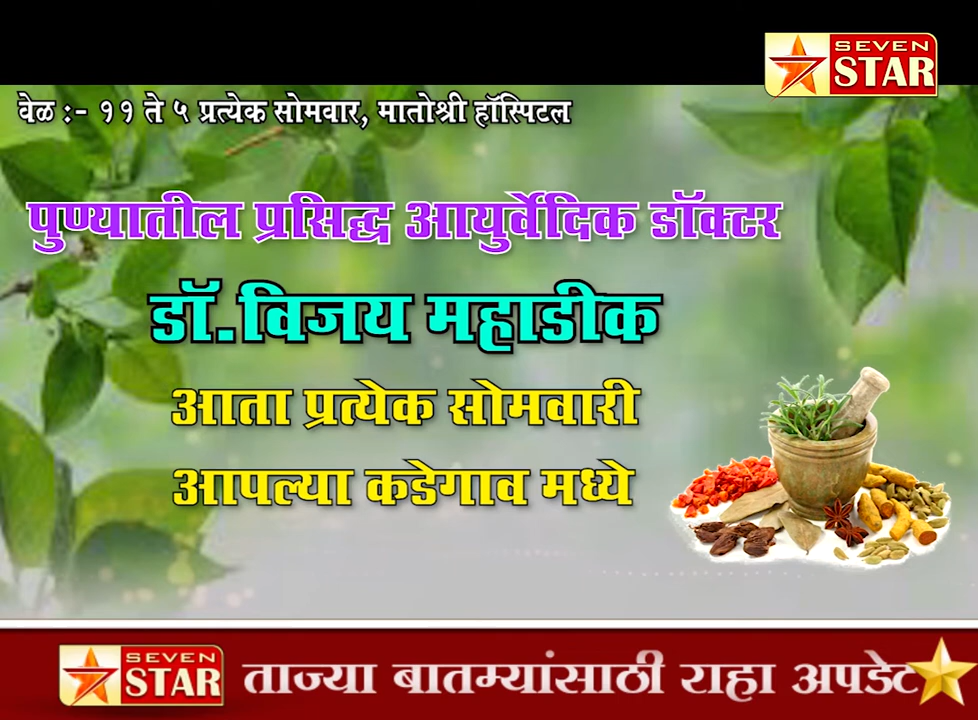 SEVEN
STAR
वेळ :- ११ ते ५ प्रत्येक सोमवार, मातोश्री हॉस्पिटल
पुण्यातील प्रसिद्ध आयुर्वेदिक डॉक्टर
डॉ.विजय महाडीक
आता प्रत्येक सोमवारी
आपल्या कडेगाव मध्ये
SEVEN
STAR
ताज्या बातम्यांसाठी राहा अपडेट